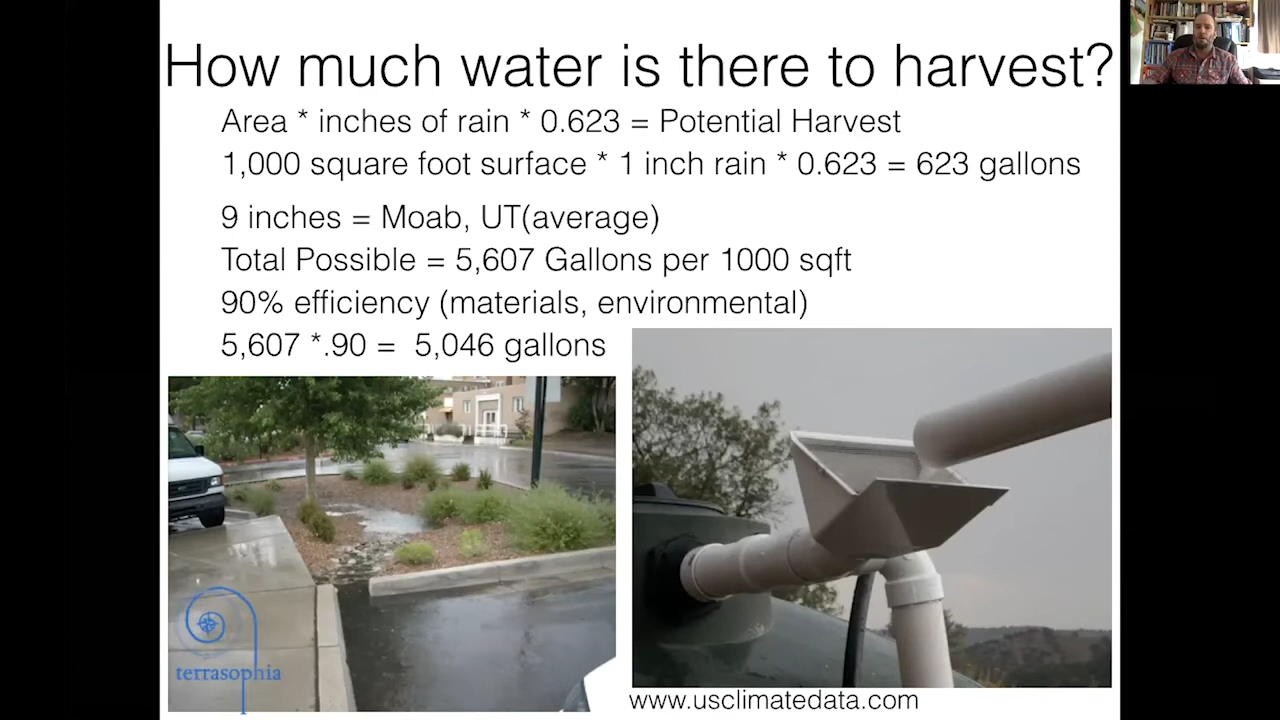 How much water is there to harvest?
Area * inches of rain * 0.623 = Potential Harvest
1,000 square foot surface * 1 inch rain * 0.623 = 623 gallons
9 inches = Moab, UT(average)
Total Possible = 5,607 Gallons per 1000 sqft
90% efficiency (materials, environmental)
5,607 *.90 =  5,046 gallons
terrasophia
www.usclimatedata.com